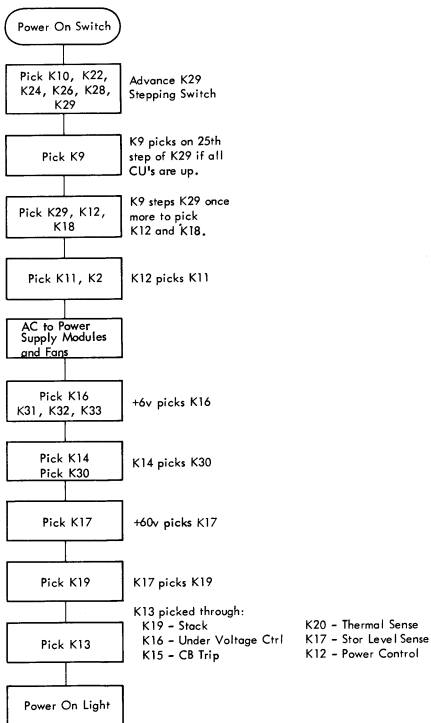 Power On Switch
Pick K10, K22,
K24, K26, K28,
K29
Advance K29
Stepping Switch
Pick K9
K9 picks on 25th
step of K29 if all
CU's are up.
Pick K29, K12,
K18
K9 steps K29 once
more to pick
K12 and K18.
Pick K11, K2
K12 picks K11
AC to Power
Supply Modules
and Fans
Pick K16
K31, K32, K33
+6v picks K16
Pick K14
Pick K30
K14 picks K30
Pick K17
+60v picks K17
Pick K19
K17 picks K19
Pick K13
K13 picked through:
K19 - Stack
K16 - Under Voltage Ctrl
K15 - CB Trip
K20 - Thermal Sense
K17 - Stor Level Sense
K12 - Power Control
Power On Light